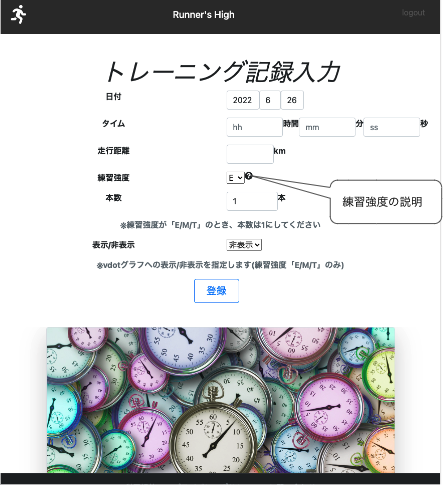 Runner's High
logout
トレーニング記録入力
日付 2022 6 26
タイム hh 時間 mm 分 ss 秒
走行距離 km
練習強度 E
練習強度の説明
本数 1 本
※練習強度が「E/M/T」のとき、本数は1にしてください
表示/非表示 非表示
※vdotグラフへの表示/非表示を指定します(練習強度「E/M/T」のみ)
登録